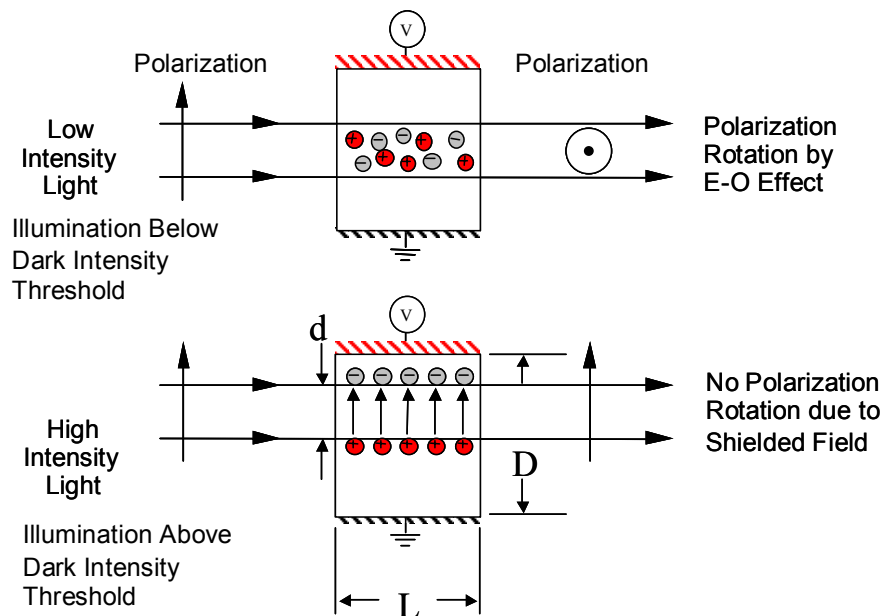 V
Polarization
Polarization
Low
Intensity
Light
Polarization
Rotation by
E-O Effect
Illumination Below
Dark Intensity
Threshold
V
d
No Polarization
Rotation due to
Shielded Field
High
Intensity
Light
D
Illumination Above
Dark Intensity
Threshold
L